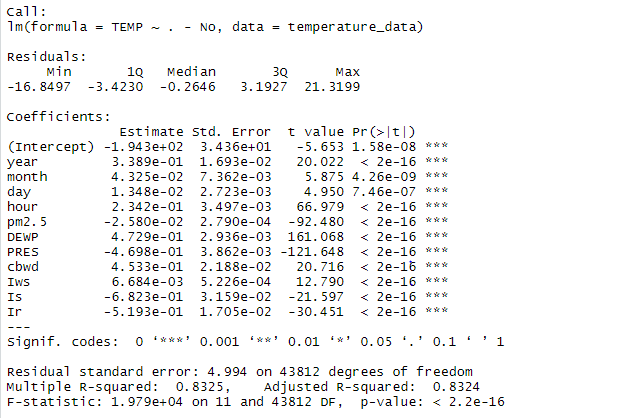 Call:
lm(formula = TEMP ~ . - No, data = temperature_data)
Residuals:
Min 1Q Median 3Q Max
-16.8497 -3.4230 -0.2646 3.1927 21.3199
Coefficients:
Estimate Std. Error t value Pr(>|t|)
(Intercept) -1.943e+02 3.436e+01 -5.653 1.58e-08 ***
year 3.389e-01 1.693e-02 20.022 < 2e-16 ***
month 4.325e-02 7.362e-03 5.875 4.26e-09 ***
day 1.348e-02 2.723e-03 4.950 7.46e-07 ***
hour 2.342e-01 3.497e-03 66.979 < 2e-16 ***
pm2.5 -2.580e-02 2.790e-04 -92.480 < 2e-16 ***
DEWP 4.729e-01 2.936e-03 161.068 < 2e-16 ***
PRES -4.698e-01 3.862e-03 -121.648 < 2e-16 ***
cbwd 4.533e-01 2.188e-02 20.716 < 2e-16 ***
Iws 6.684e-03 5.226e-04 12.790 < 2e-16 ***
Is -6.823e-01 3.159e-02 -21.597 < 2e-16 ***
Ir -5.193e-01 1.705e-02 -30.451 < 2e-16 ***
---
Signif. codes: 0 ‘***’ 0.001 ‘**’ 0.01 ‘*’ 0.05 ‘.’ 0.1 ‘ ’ 1
Residual standard error: 4.994 on 43812 degrees of freedom
Multiple R-squared: 0.8325, Adjusted R-squared: 0.8324
F-statistic: 1.979e+04 on 11 and 43812 DF, p-value: < 2.2e-16